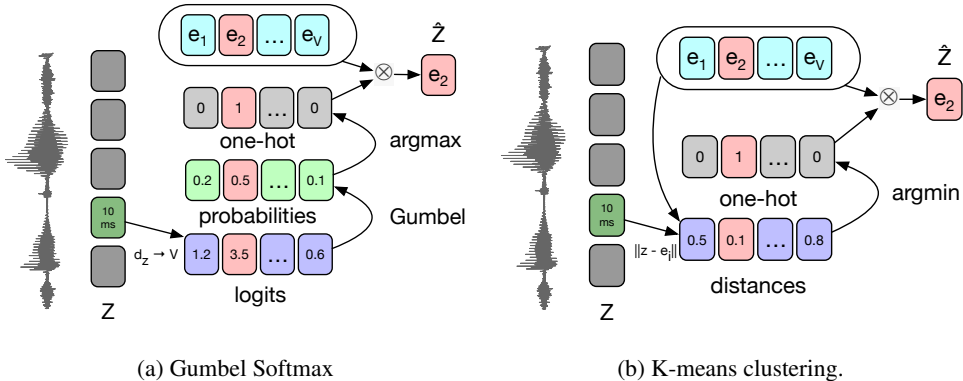 e1 e2 ... eV
Ẑ
e2
0 1 ... 0
one-hot
argmax
0.2 0.5 ... 0.1
probabilities
Gumbel
10 ms
dz → V
1.2 3.5 ... 0.6
logits
Z
(a) Gumbel Softmax
e1 e2 ... eV
Ẑ
e2
0 1 ... 0
one-hot
argmin
10 ms
||z - ei||
0.5 0.1 ... 0.8
distances
Z
(b) K-means clustering.